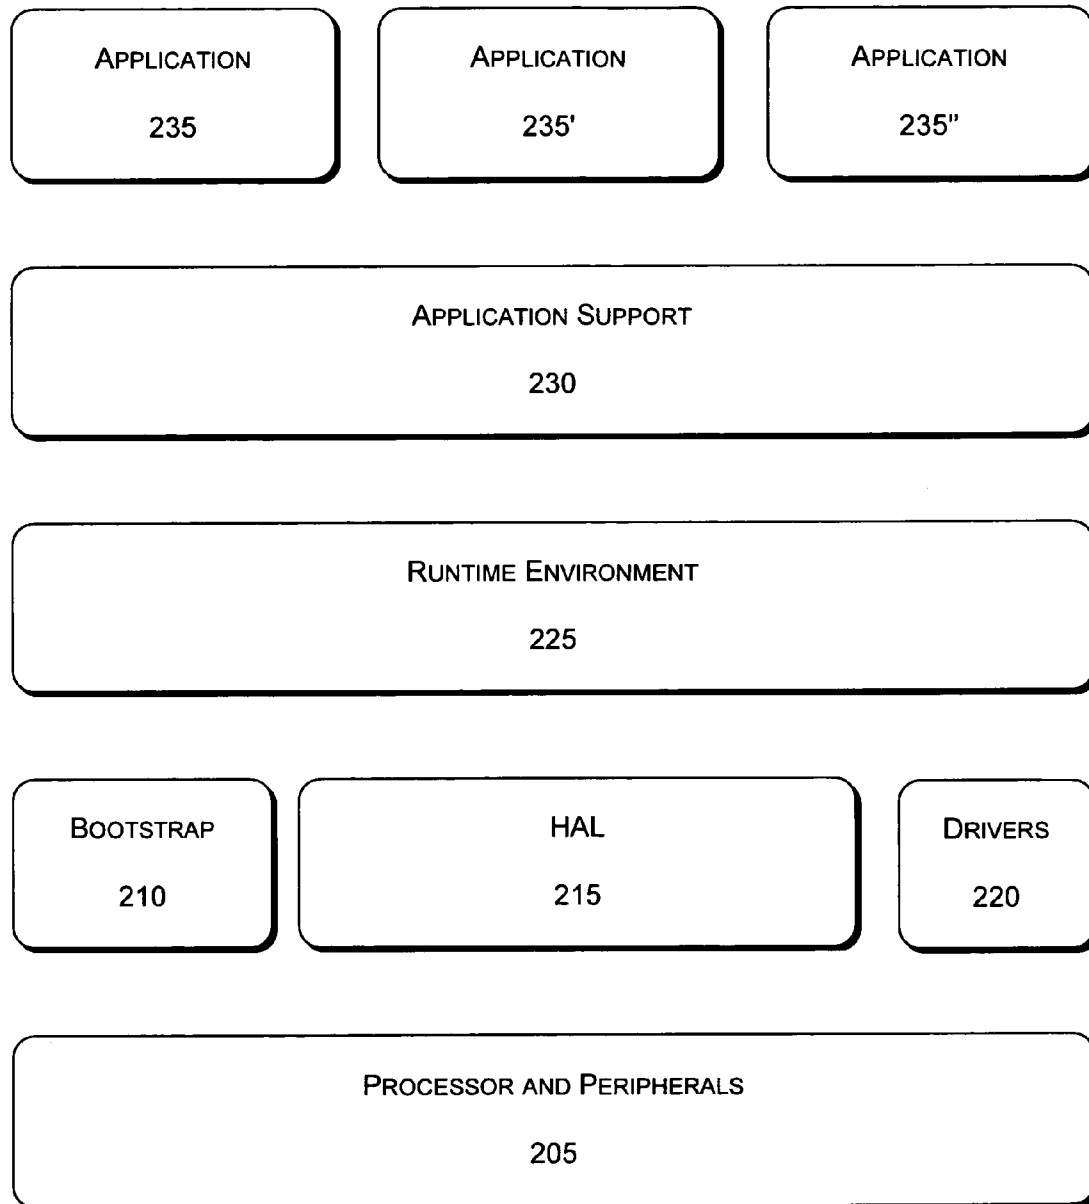 APPLICATION
235
APPLICATION
235'
APPLICATION
235"
APPLICATION SUPPORT
230
RUNTIME ENVIRONMENT
225
BOOTSTRAP
210
HAL
215
DRIVERS
220
PROCESSOR AND PERIPHERALS
205